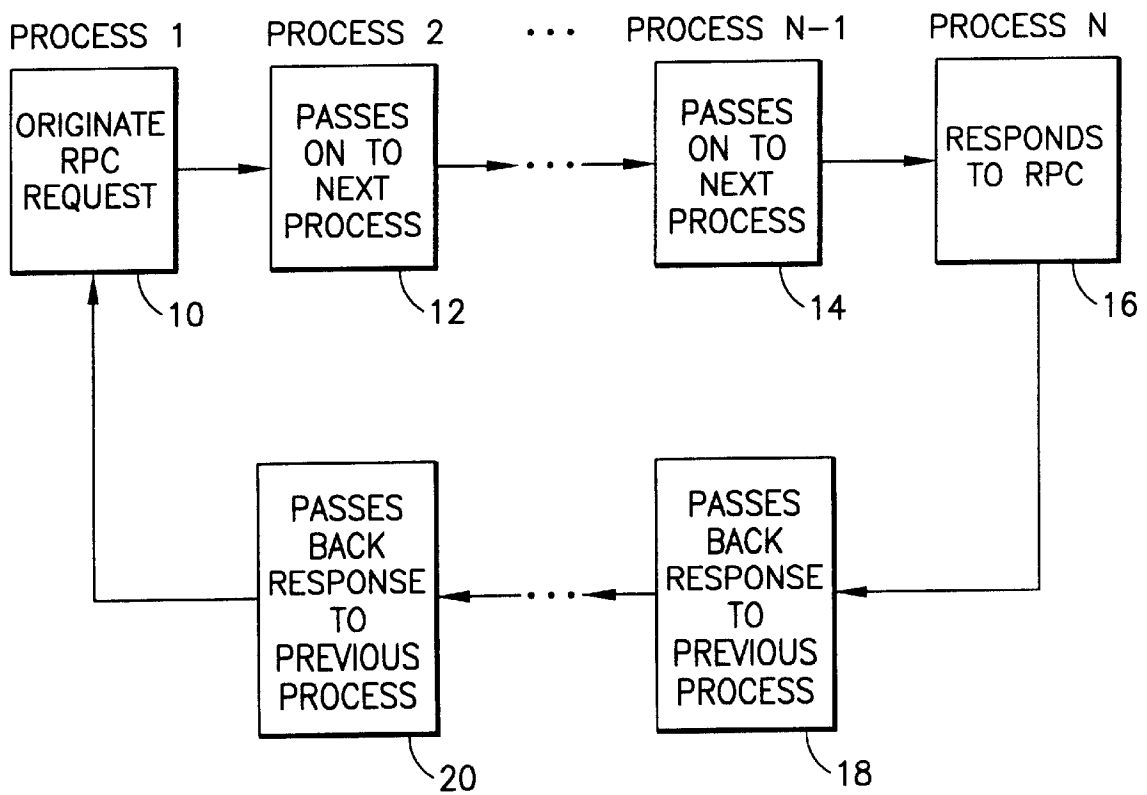 PROCESS 1
PROCESS 2
...
PROCESS N-1
PROCESS N
ORIGINATE
RPC
REQUEST
PASSES
ON TO
NEXT
PROCESS
...
PASSES
ON TO
NEXT
PROCESS
RESPONDS
TO RPC
10
12
14
16
PASSES
BACK
RESPONSE
TO
PREVIOUS
PROCESS
...
PASSES
BACK
RESPONSE
TO
PREVIOUS
PROCESS
20
18